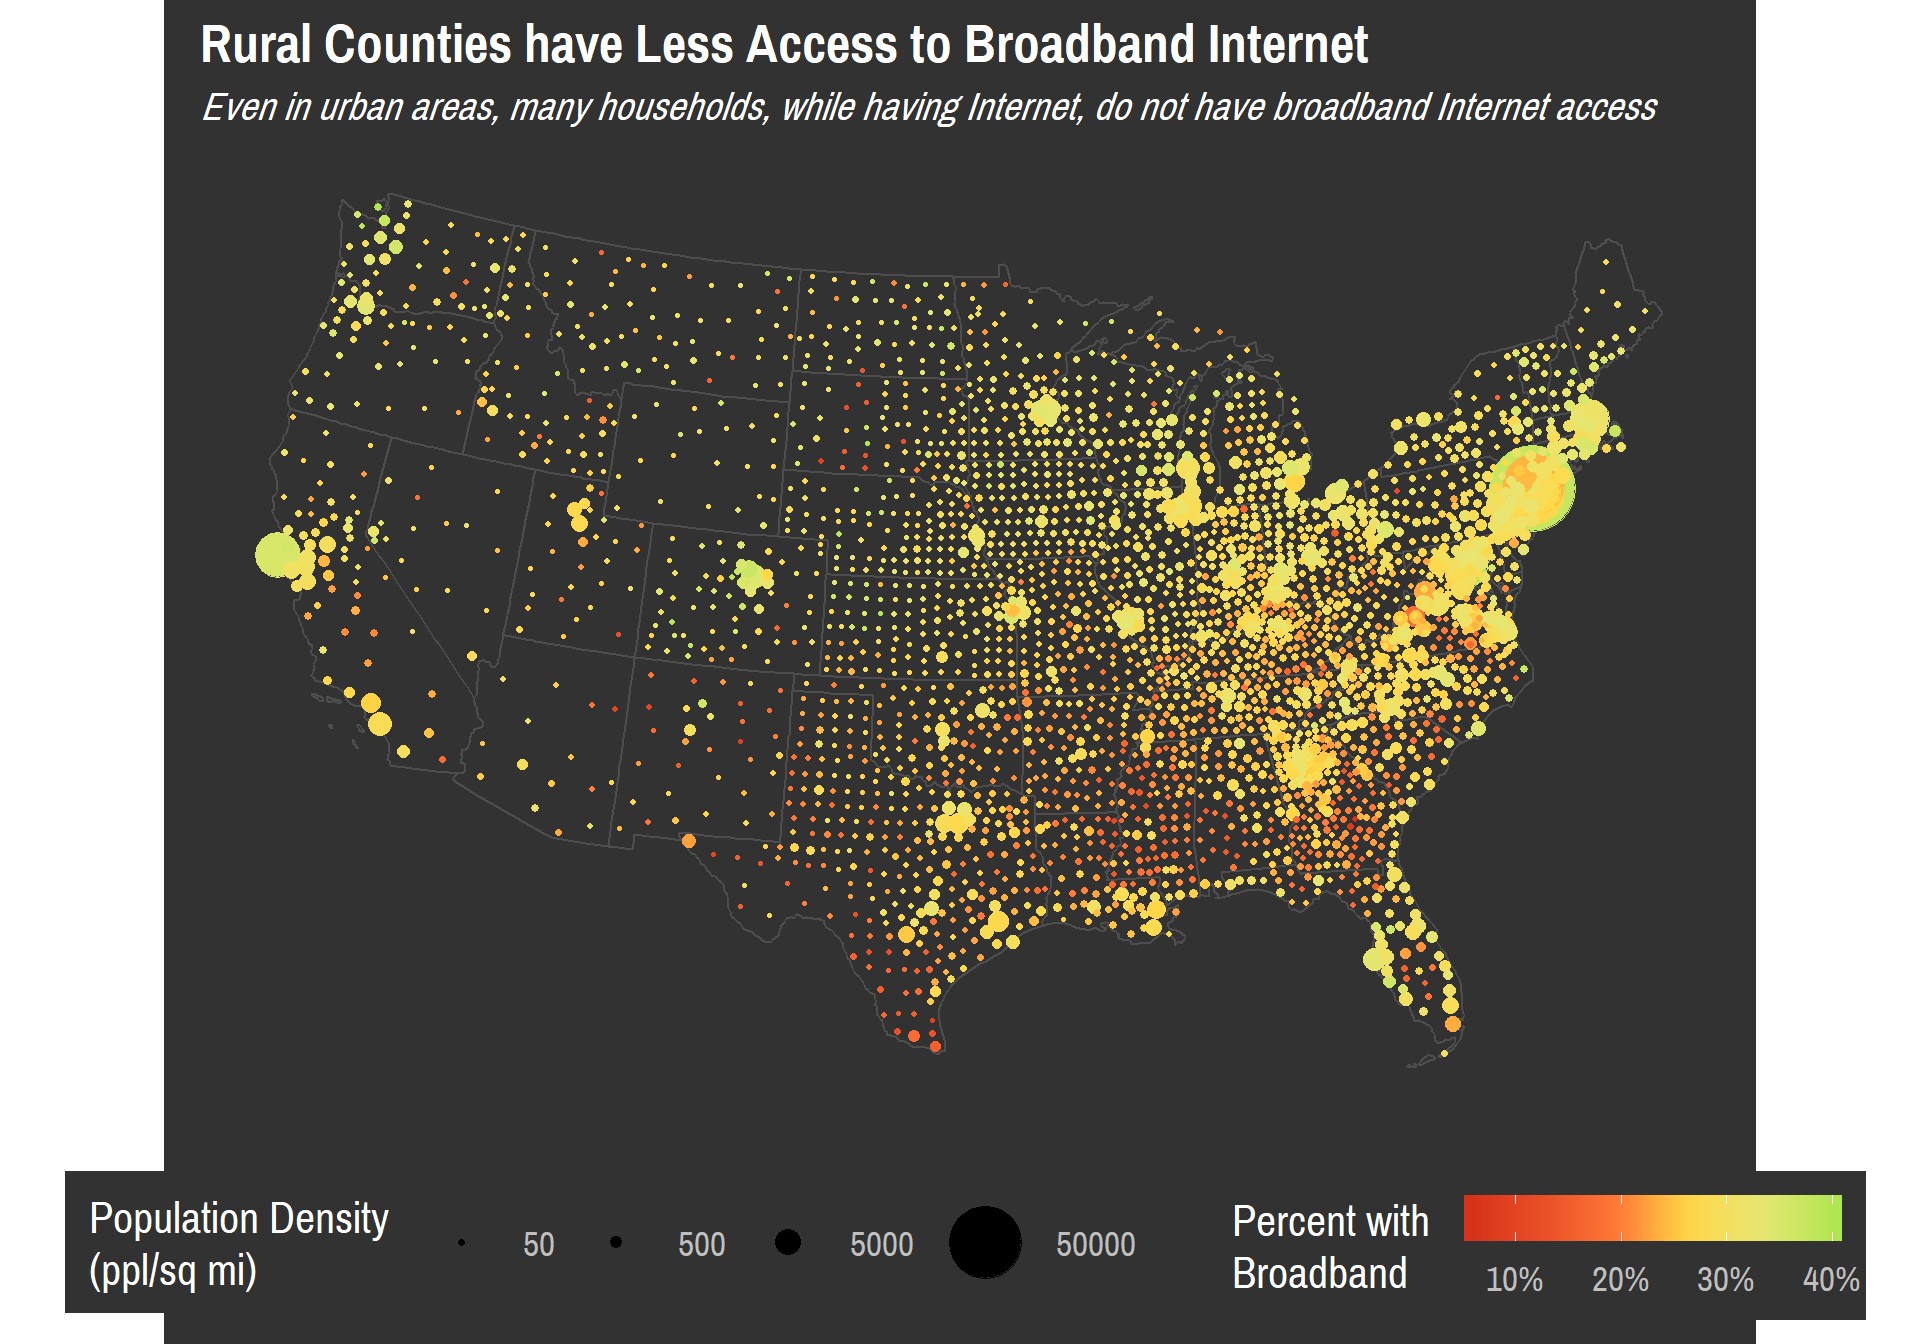 Rural Counties have Less Access to Broadband Internet
Even in urban areas, many households, while having Internet, do not have broadband Internet access
Population Density
(ppl/sq mi)
50 500 5000 50000
Percent with
Broadband
10% 20% 30% 40%